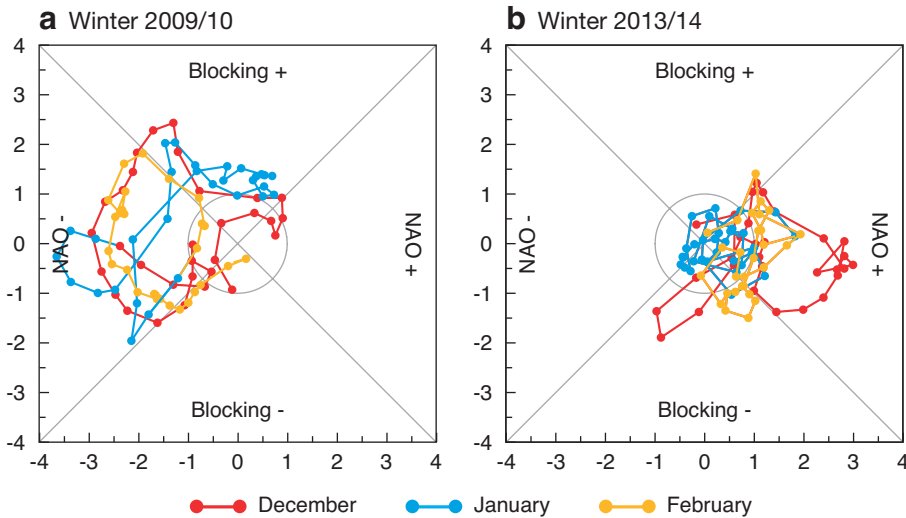 a Winter 2009/10
b Winter 2013/14
4
3
2
1
0
-1
-2
-3
-4
Blocking +
NAO -
NAO +
Blocking -
-4 -3 -2 -1 0 1 2 3 4
4
3
2
1
0
-1
-2
-3
-4
Blocking +
NAO -
NAO +
Blocking -
-4 -3 -2 -1 0 1 2 3 4
December January February